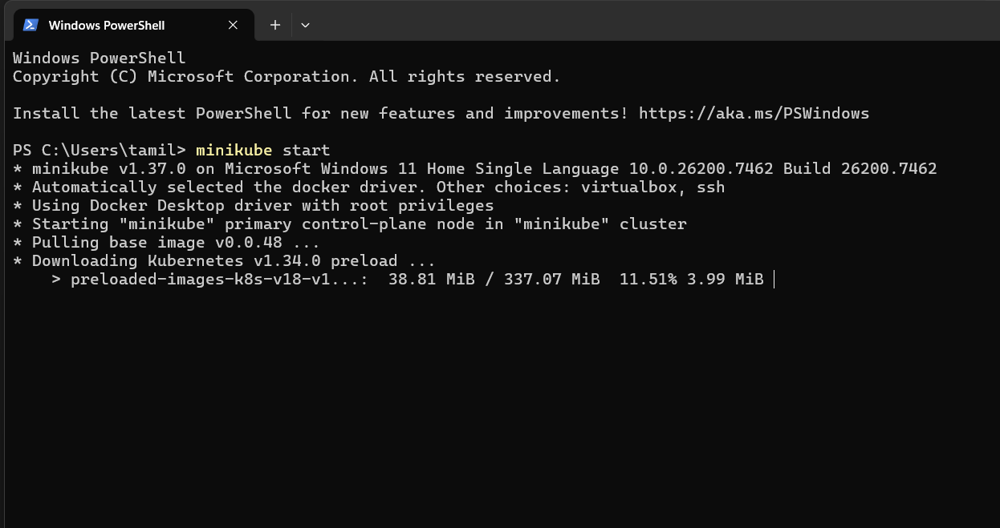 Windows PowerShell
Windows PowerShell
Copyright (C) Microsoft Corporation. All rights reserved.
Install the latest PowerShell for new features and improvements! https://aka.ms/PSWindows
PS C:\Users\tamil> minikube start
* minikube v1.37.0 on Microsoft Windows 11 Home Single Language 10.0.26200.7462 Build 26200.7462
* Automatically selected the docker driver. Other choices: virtualbox, ssh
* Using Docker Desktop driver with root privileges
* Starting "minikube" primary control-plane node in "minikube" cluster
* Pulling base image v0.0.48 ...
* Downloading Kubernetes v1.34.0 preload ...
    > preloaded-images-k8s-v18-v1...:  38.81 MiB / 337.07 MiB  11.51% 3.99 MiB